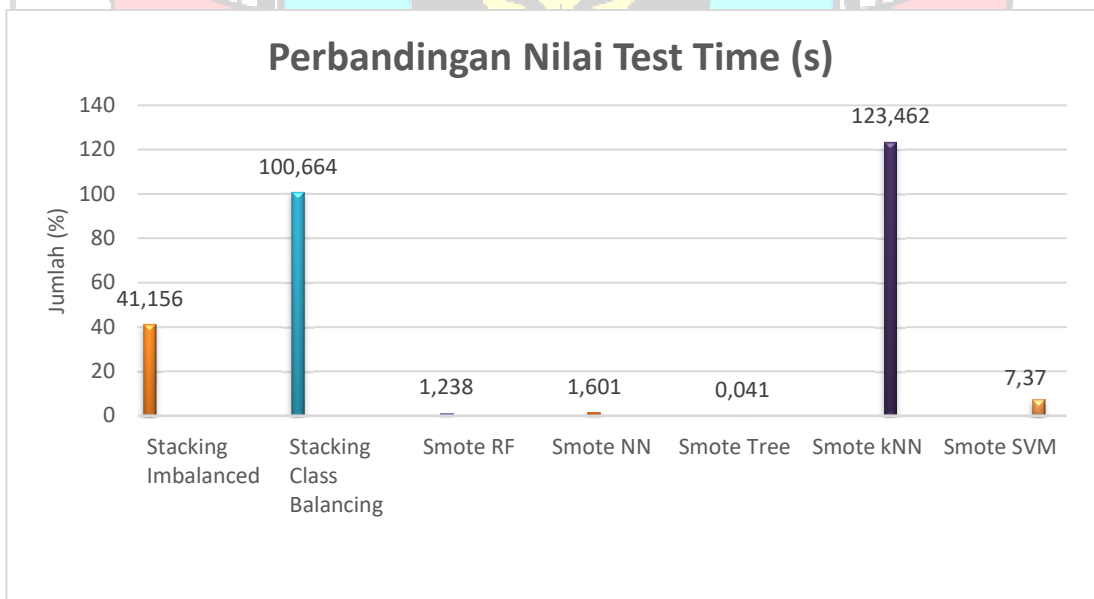 Perbandingan Nilai Test Time (s)
Jumlah (%)
140
120
100
80
60
40
20
0
41,156
100,664
1,238
1,601
0,041
123,462
7,37
Stacking
Imbalanced
Stacking
Class
Balancing
Smote RF
Smote NN
Smote Tree
Smote kNN
Smote SVM